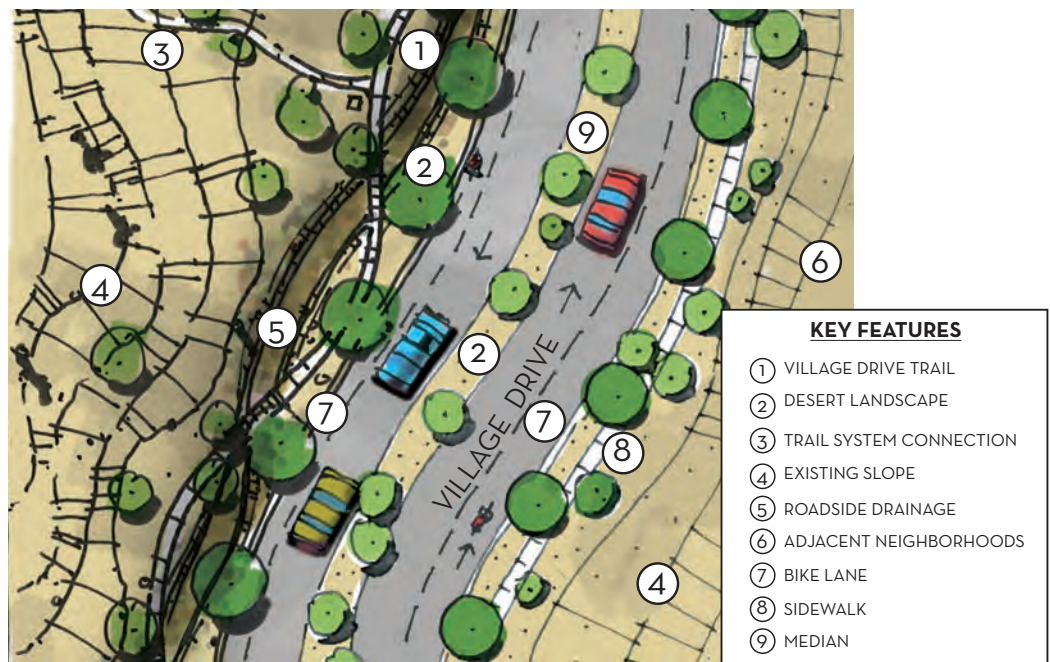 1
3
9
2
6
4
5
2
7
7
VILLAGE DRIVE
8
4
KEY FEATURES
1 VILLAGE DRIVE TRAIL
2 DESERT LANDSCAPE
3 TRAIL SYSTEM CONNECTION
4 EXISTING SLOPE
5 ROADSIDE DRAINAGE
6 ADJACENT NEIGHBORHOODS
7 BIKE LANE
8 SIDEWALK
9 MEDIAN